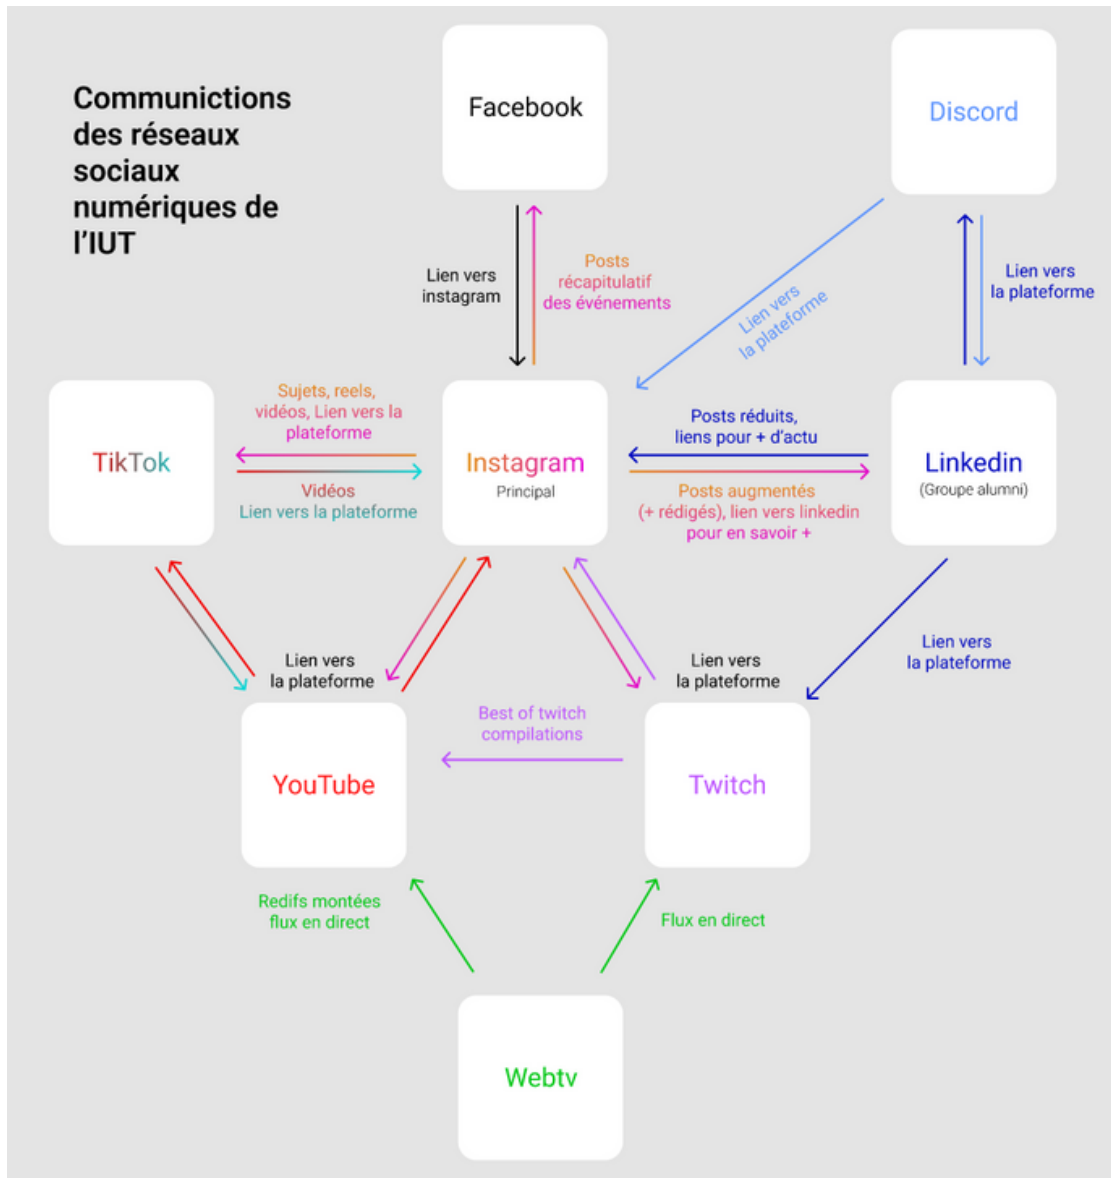 Communictions
des réseaux
sociaux
numériques de
l'IUT
Facebook
Discord
Lien vers
instagram
Posts
récapitulatif
des événements
Lien vers
la plateforme
Lien vers
la plateforme
TikTok
Sujets, reels,
vidéos, Lien vers la
plateforme
Vidéos
Lien vers la plateforme
Instagram
Principal
Posts réduits,
liens pour + d'actu
Posts augmentés
(+ rédigés), lien vers linkedin
pour en savoir +
Linkedin
(Groupe alumni)
Lien vers
la plateforme
Lien vers
la plateforme
Lien vers
la plateforme
YouTube
Best of twitch
compilations
Twitch
Redifs montées
flux en direct
Flux en direct
Webtv